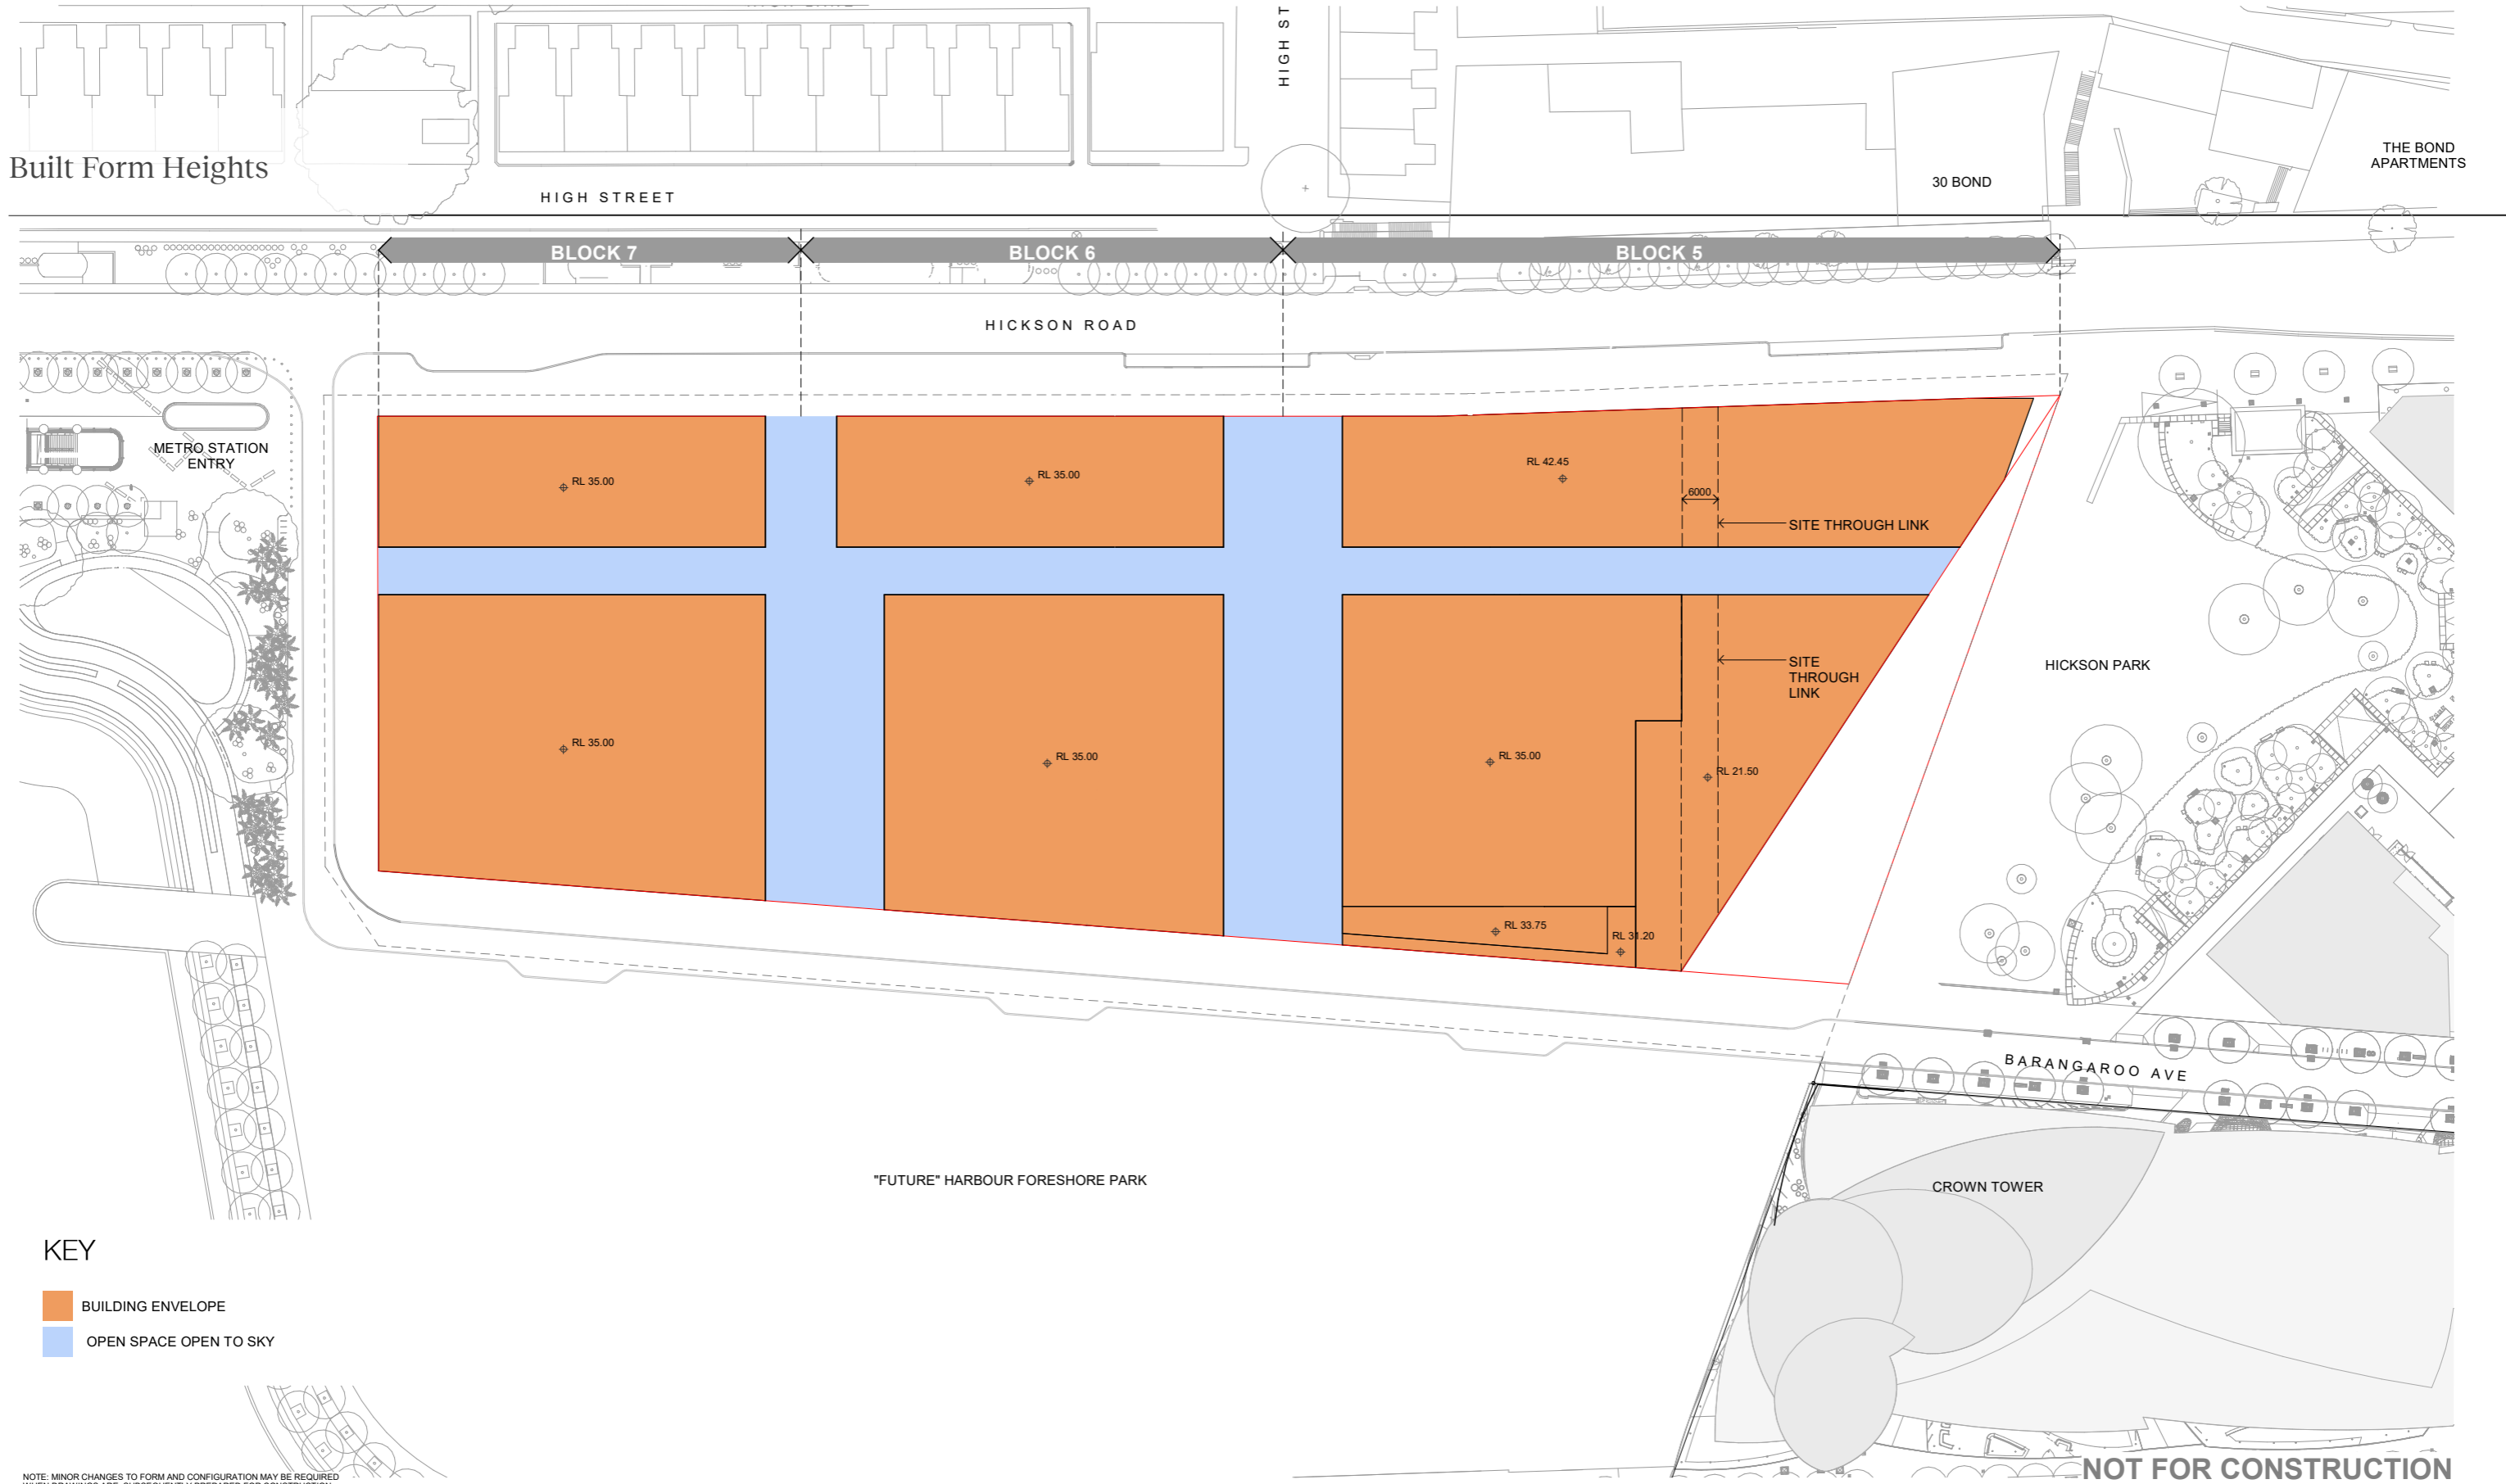 HIGH ST
Built Form Heights
HIGH STREET
30 BOND
THE BOND
APARTMENTS
BLOCK 7
BLOCK 6
BLOCK 5
HICKSON ROAD
METRO STATION
ENTRY
RL 35.00
RL 35.00
RL 42.45
6000
SITE THROUGH LINK
SITE
THROUGH
LINK
HICKSON PARK
RL 35.00
RL 35.00
RL 35.00
RL 21.50
RL 33.75
RL 31.20
BARANGAROO AVE
"FUTURE" HARBOUR FORESHORE PARK
CROWN TOWER
KEY
BUILDING ENVELOPE
OPEN SPACE OPEN TO SKY
NOTE: MINOR CHANGES TO FORM AND CONFIGURATION MAY BE REQUIRED
NOT FOR CONSTRUCTION